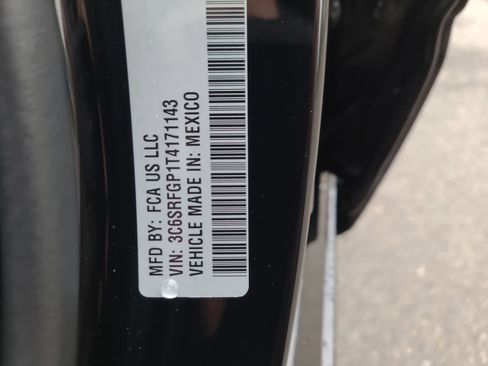 MFD BY: FCA US LLC
VIN: 3C6SRFGP1T4171143
VEHICLE MADE IN: MEXICO